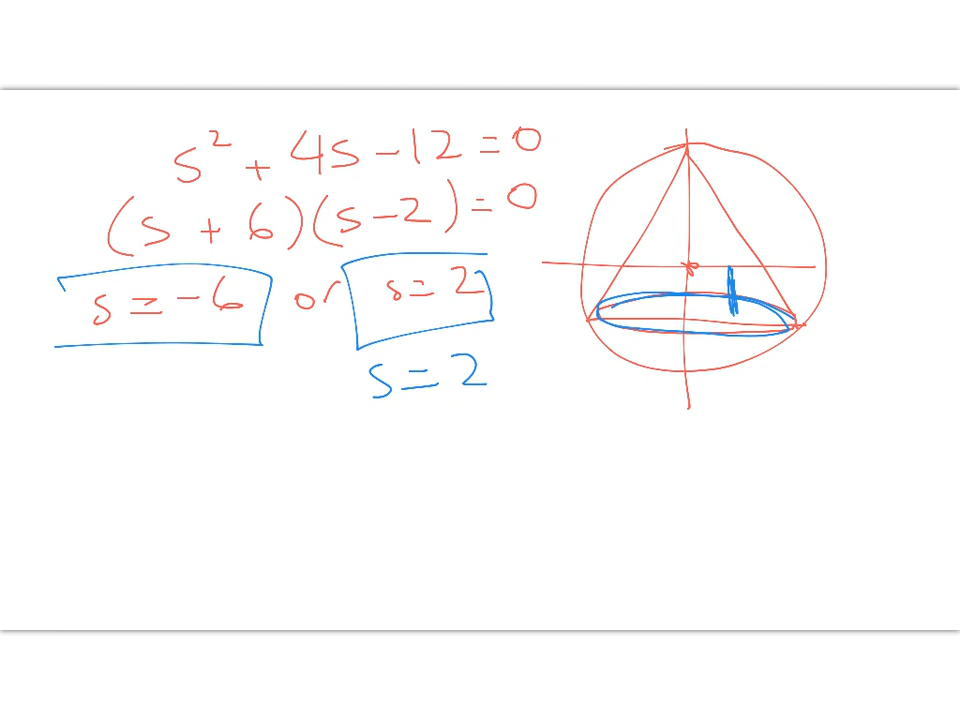 s² + 4s - 12 = 0
(s + 6)(s - 2) = 0
s = -6 or s = 2
s = 2